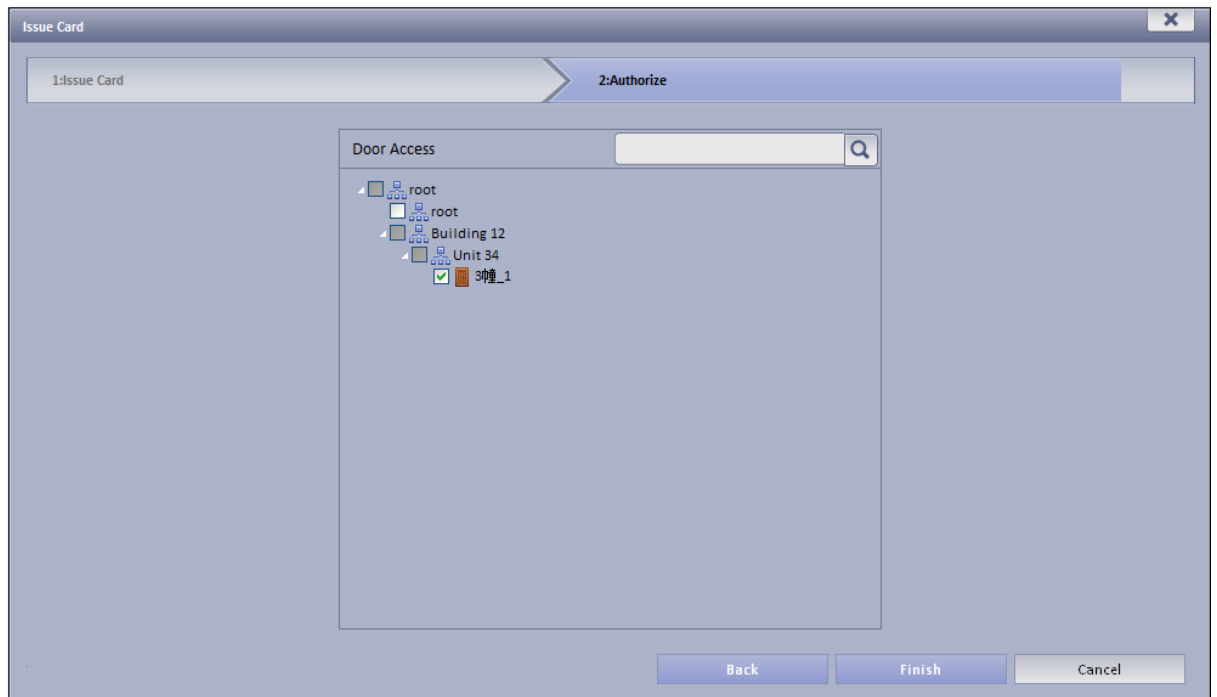 Issue Card
1:Issue Card
2:Authorize
Door Access
root
root
Building 12
Unit 34
3幢_1
Back
Finish
Cancel